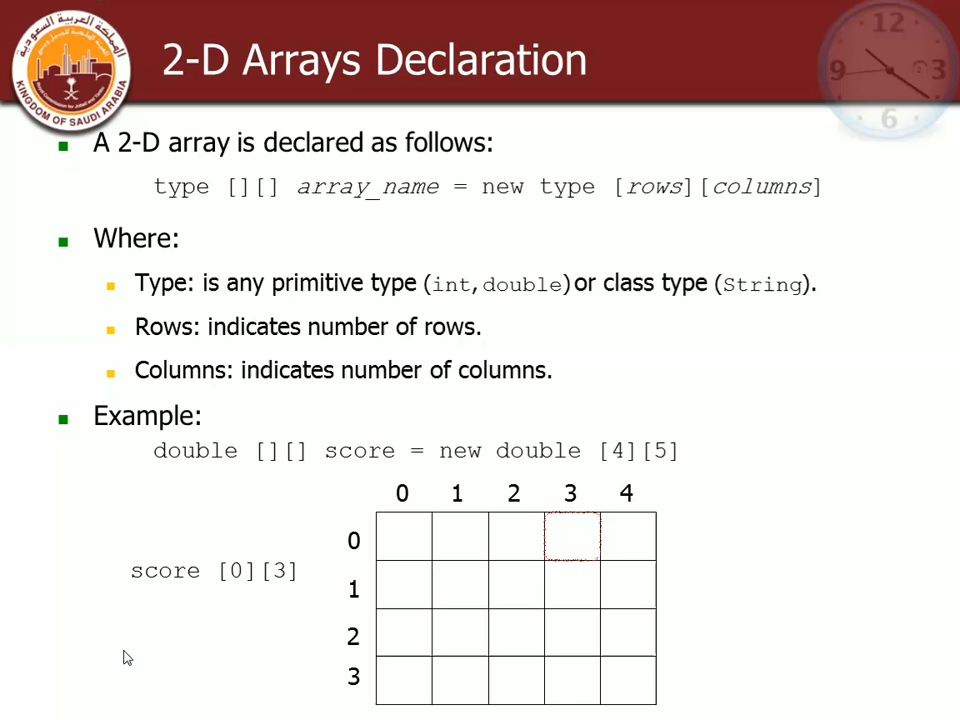 المملكة العربية السعودية
KINGDOM OF SAUDI ARABIA
2-D Arrays Declaration
12
9
3
6
A 2-D array is declared as follows:
type [][] array_name = new type [rows][columns]
Where:
Type: is any primitive type (int,double) or class type (String).
Rows: indicates number of rows.
Columns: indicates number of columns.
Example:
double [][] score = new double [4][5]
0 1 2 3 4
0
score [0][3]
1
2
3